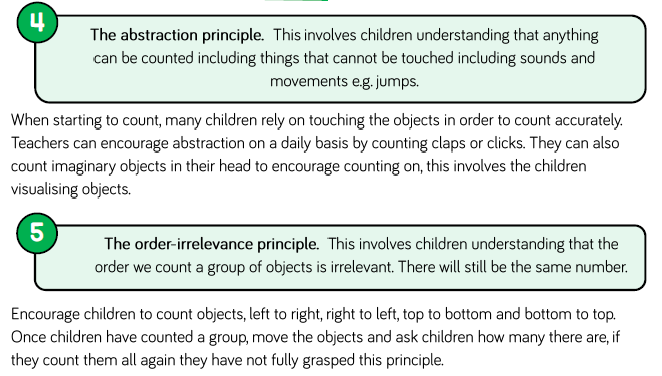 4
The abstraction principle. This involves children understanding that anything
can be counted including things that cannot be touched including sounds and
movements e.g. jumps.
When starting to count, many children rely on touching the objects in order to count accurately.
Teachers can encourage abstraction on a daily basis by counting claps or clicks. They can also
count imaginary objects in their head to encourage counting on, this involves the children
visualising objects.
5
The order-irrelevance principle. This involves children understanding that the
order we count a group of objects is irrelevant. There will still be the same number.
Encourage children to count objects, left to right, right to left, top to bottom and bottom to top.
Once children have counted a group, move the objects and ask children how many there are, if
they count them all again they have not fully grasped this principle.